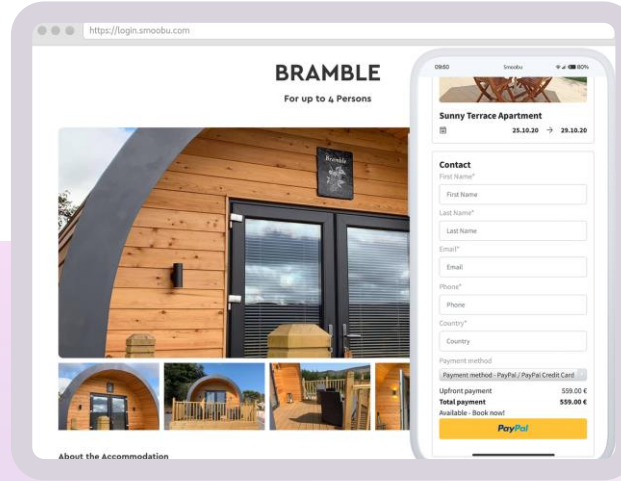 https://login.smoobu.com
BRAMBLE
For up to 4 Persons
Bramble
About the Accommodation
09:00 Smoobu 80%
Sunny Terrace Apartment
25.10.20 → 29.10.20
Contact
First Name*
First Name
Last Name*
Last Name
Email*
Email
Phone*
Phone
Country*
Country
Payment method
Payment method - PayPal / PayPal Credit Card
Upfront payment 559.00 €
Total payment 559.00 €
Available - Book now!
PayPal